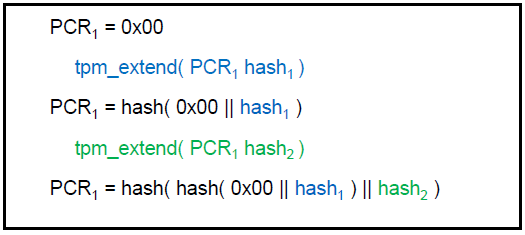 PCR₁ = 0x00
tpm_extend( PCR₁ hash₁ )
PCR₁ = hash( 0x00 || hash₁ )
tpm_extend( PCR₁ hash₂ )
PCR₁ = hash( hash( 0x00 || hash₁ ) || hash₂ )